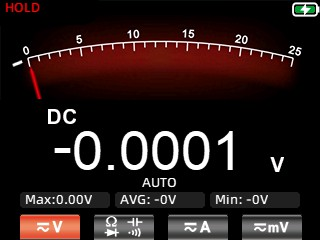 HOLD
0 5 10 15 20 25
DC
-0.0001 V
AUTO
Max:0.00V AVG: -0V Min: -0V
V Ω A mV